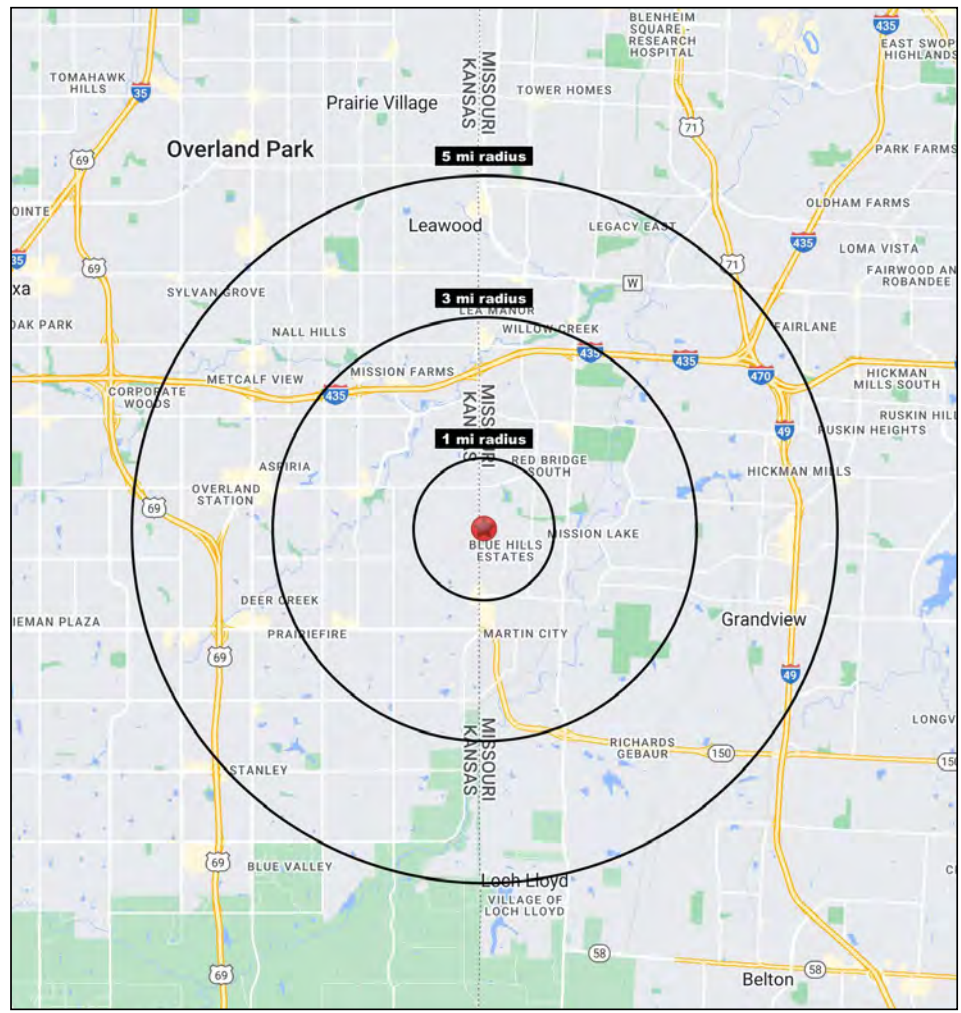 BLENHEIM
SQUARE -
RESEARCH
HOSPITAL
435
EAST SWOP
HIGHLANDS
TOMAHAWK
HILLS
35
MISSOURI
KANSAS
TOWER HOMES
Prairie Village
71
69
Overland Park
5 mi radius
PARK FARMS
OINTE
Leawood
LEGACY EAST
OLDHAM FARMS
435
LOMA VISTA
35
69
71
FAIRWOOD AN
ROBANDEE
xa
SYLVAN GROVE
W
3 mi radius
LEA MANOR
OAK PARK
NALL HILLS
WILLOW CREEK
FAIRLANE
435
435
METCALF VIEW
MISSION FARMS
470
HICKMAN
MILLS SOUTH
CORPORATE
WOODS
435
MISSOURI
KANSAS
RUSKIN HILL
RUSKIN HEIGHTS
49
1 mi radius
ASPIRIA
RED BRIDGE
SOUTH
HICKMAN MILLS
OVERLAND
STATION
69
MISSION LAKE
BLUE HILLS
ESTATES
DEER CREEK
IEMAN PLAZA
PRAIRIEFIRE
MARTIN CITY
Grandview
69
49
MISSOURI
KANSAS
LONGV
RICHARDS
GEBAUR
150
150
STANLEY
69
BLUE VALLEY
Loch Lloyd
VILLAGE OF
LOCH LLOYD
58
69
Belton
58